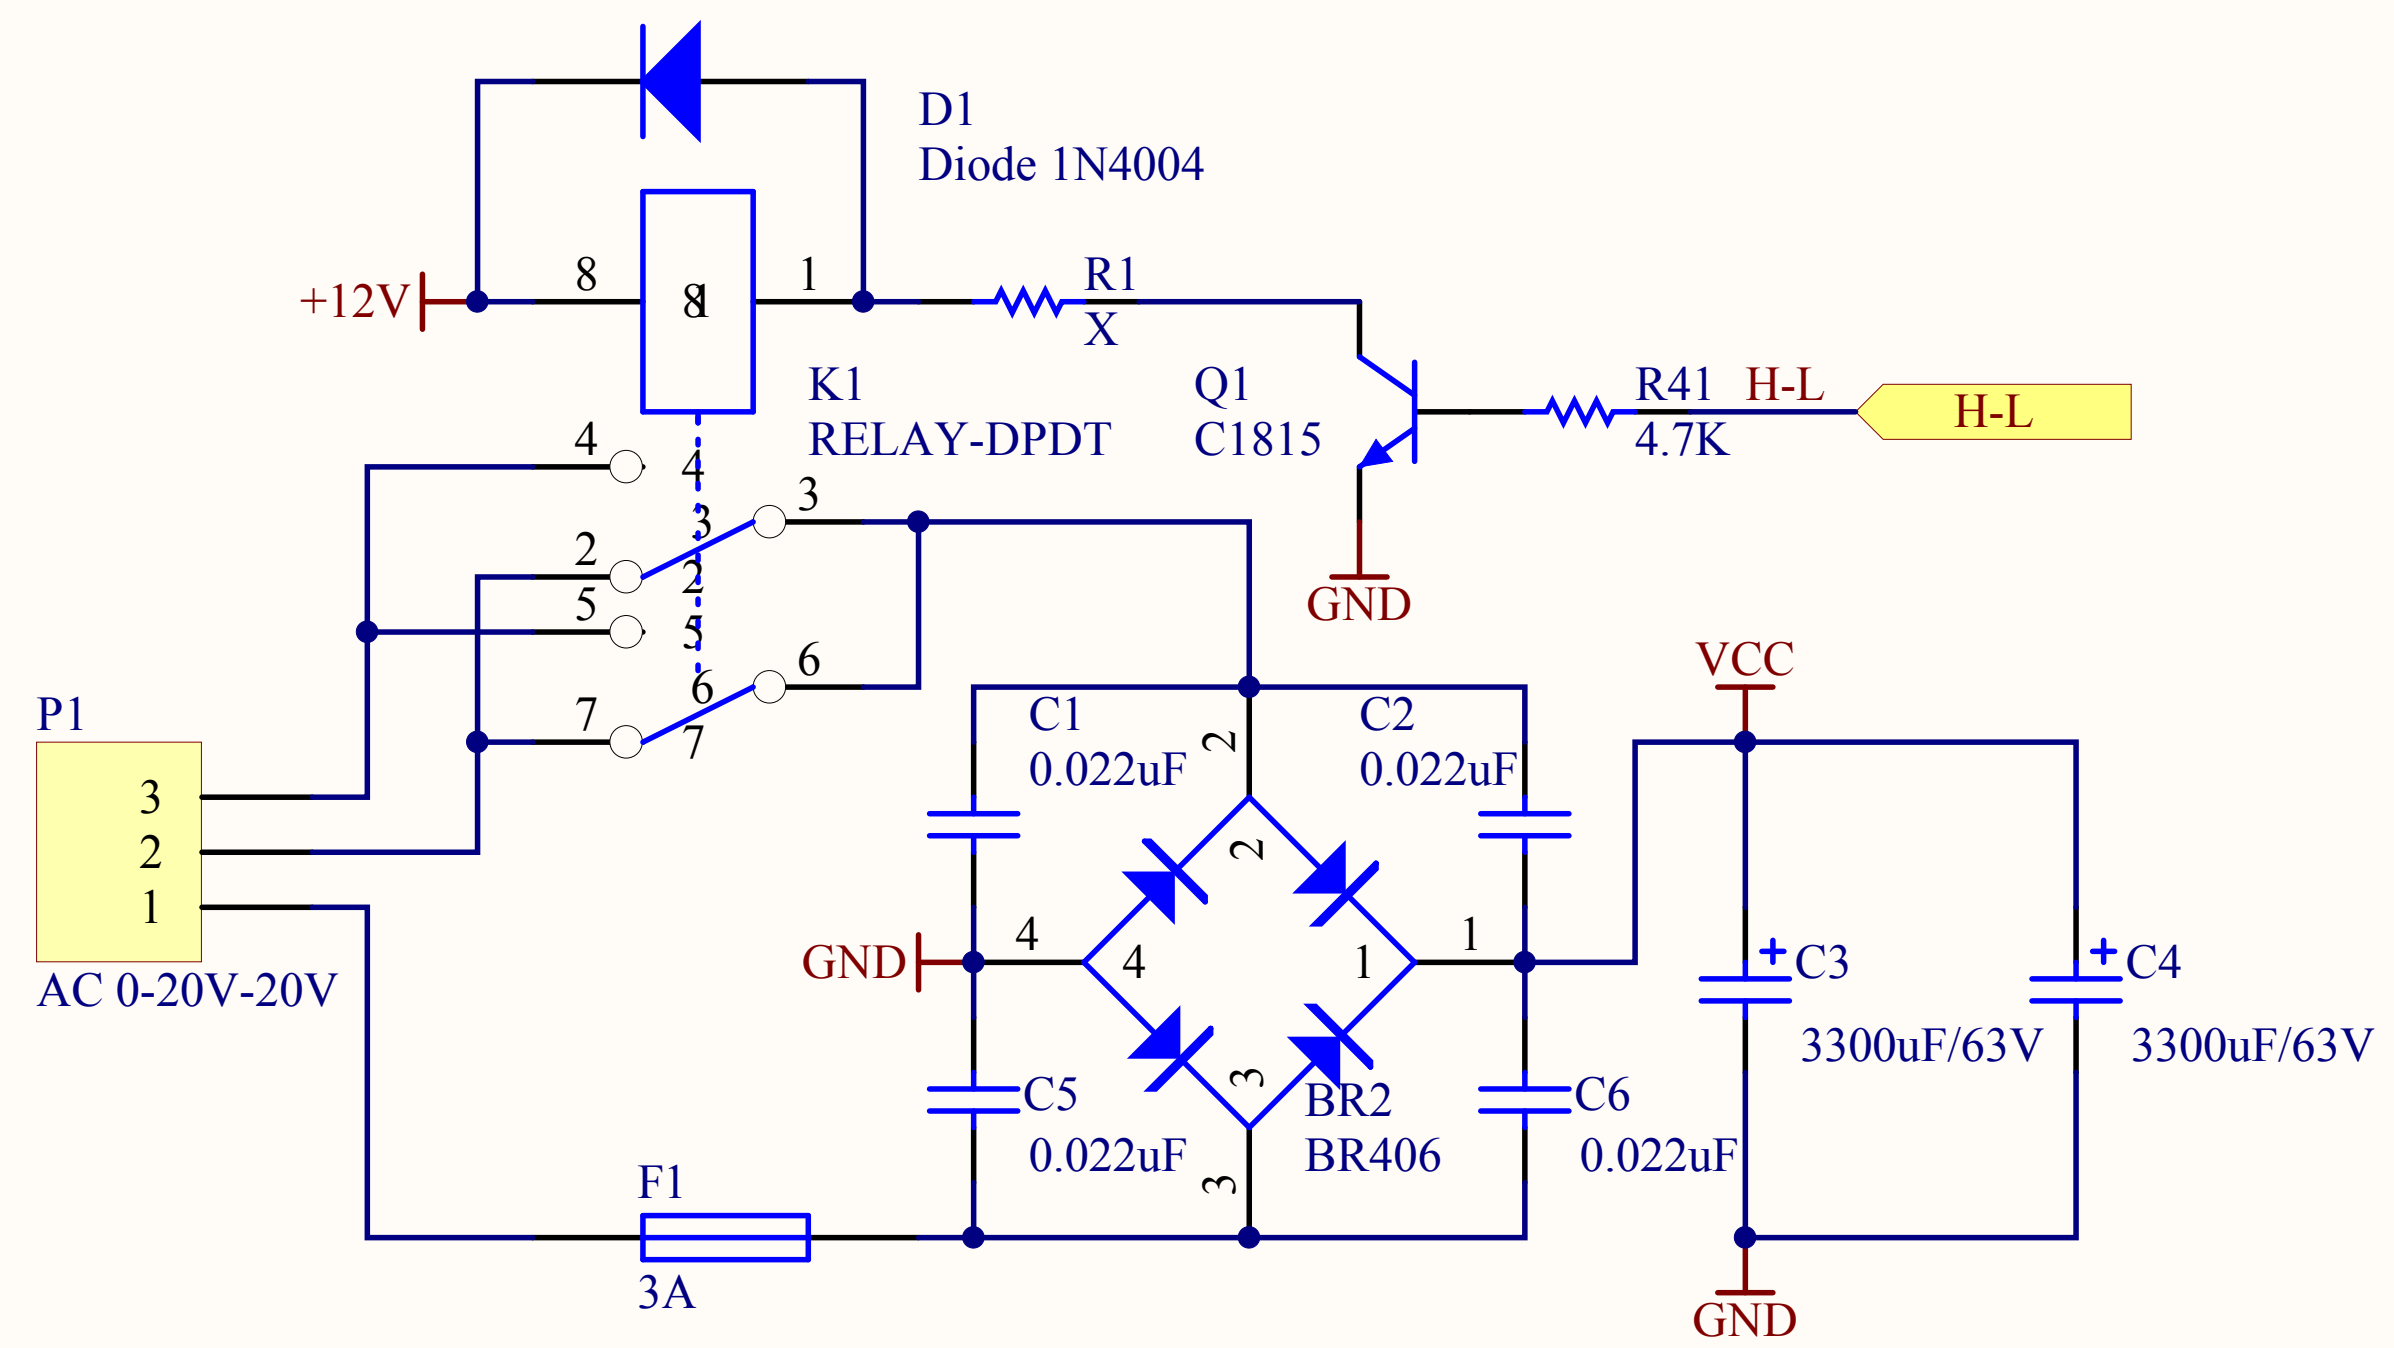 D1
Diode 1N4004
+12V
8
81
1
R1
X
K1
RELAY-DPDT
Q1
C1815
R41
4.7K
H-L
H-L
4
4
3
3
2
2
5
5
6
6
7
7
GND
VCC
P1
3
2
1
AC 0-20V-20V
C1
0.022uF
C2
0.022uF
2
2
GND
4
4
1
1
3
3
C3
3300uF/63V
C4
3300uF/63V
C5
0.022uF
BR2
BR406
C6
0.022uF
F1
3A
GND